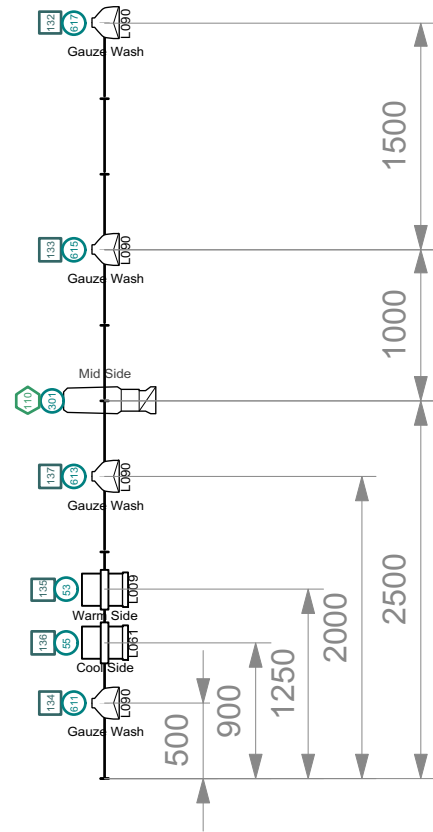 132
617
L090
Gauze Wash
1500
133
615
L090
Gauze Wash
1000
Mid Side
110
301
137
613
L090
Gauze Wash
2500
2000
135
53
L009
Warm Side
1250
136
55
L061
Cool Side
900
134
611
L090
Gauze Wash
500